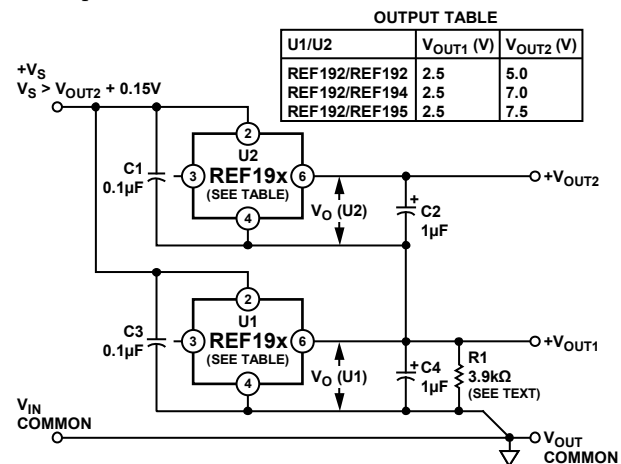 OUTPUT TABLE
U1/U2 VOUT1 (V) VOUT2 (V)
REF192/REF192 2.5 5.0
REF192/REF194 2.5 7.0
REF192/REF195 2.5 7.5
+VS
VS > VOUT2 + 0.15V
2
U2
C1
0.1µF
3 REF19x 6
(SEE TABLE)
4
VO (U2)
+
C2
1µF
+VOUT2
2
U1
C3
0.1µF
3 REF19x 6
(SEE TABLE)
4
VO (U1)
+
C4
1µF
R1
3.9kΩ
(SEE TEXT)
+VOUT1
VIN
COMMON
VOUT
COMMON